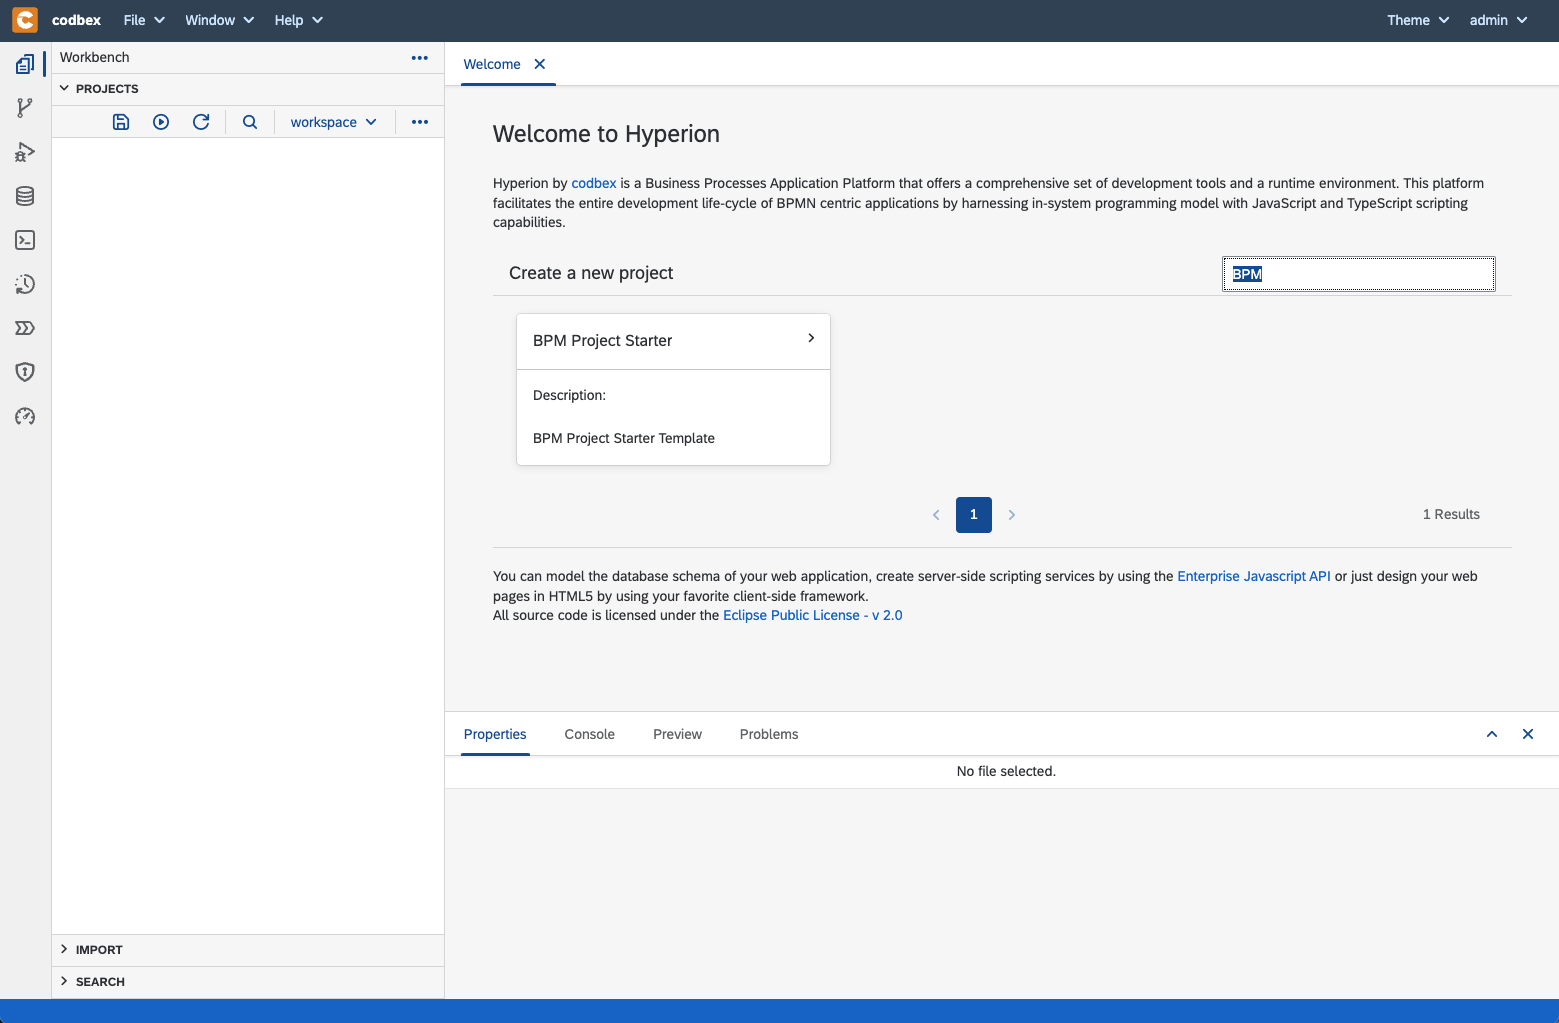 codbex File Window Help Theme admin
Workbench
PROJECTS
workspace
IMPORT
SEARCH
Welcome
Welcome to Hyperion
Hyperion by codbex is a Business Processes Application Platform that offers a comprehensive set of development tools and a runtime environment. This platform
facilitates the entire development life-cycle of BPMN centric applications by harnessing in-system programming model with JavaScript and TypeScript scripting
capabilities.
Create a new project
BPM
BPM Project Starter
Description:
BPM Project Starter Template
1
1 Results
You can model the database schema of your web application, create server-side scripting services by using the Enterprise Javascript API or just design your web
pages in HTML5 by using your favorite client-side framework.
All source code is licensed under the Eclipse Public License - v 2.0
Properties Console Preview Problems
No file selected.